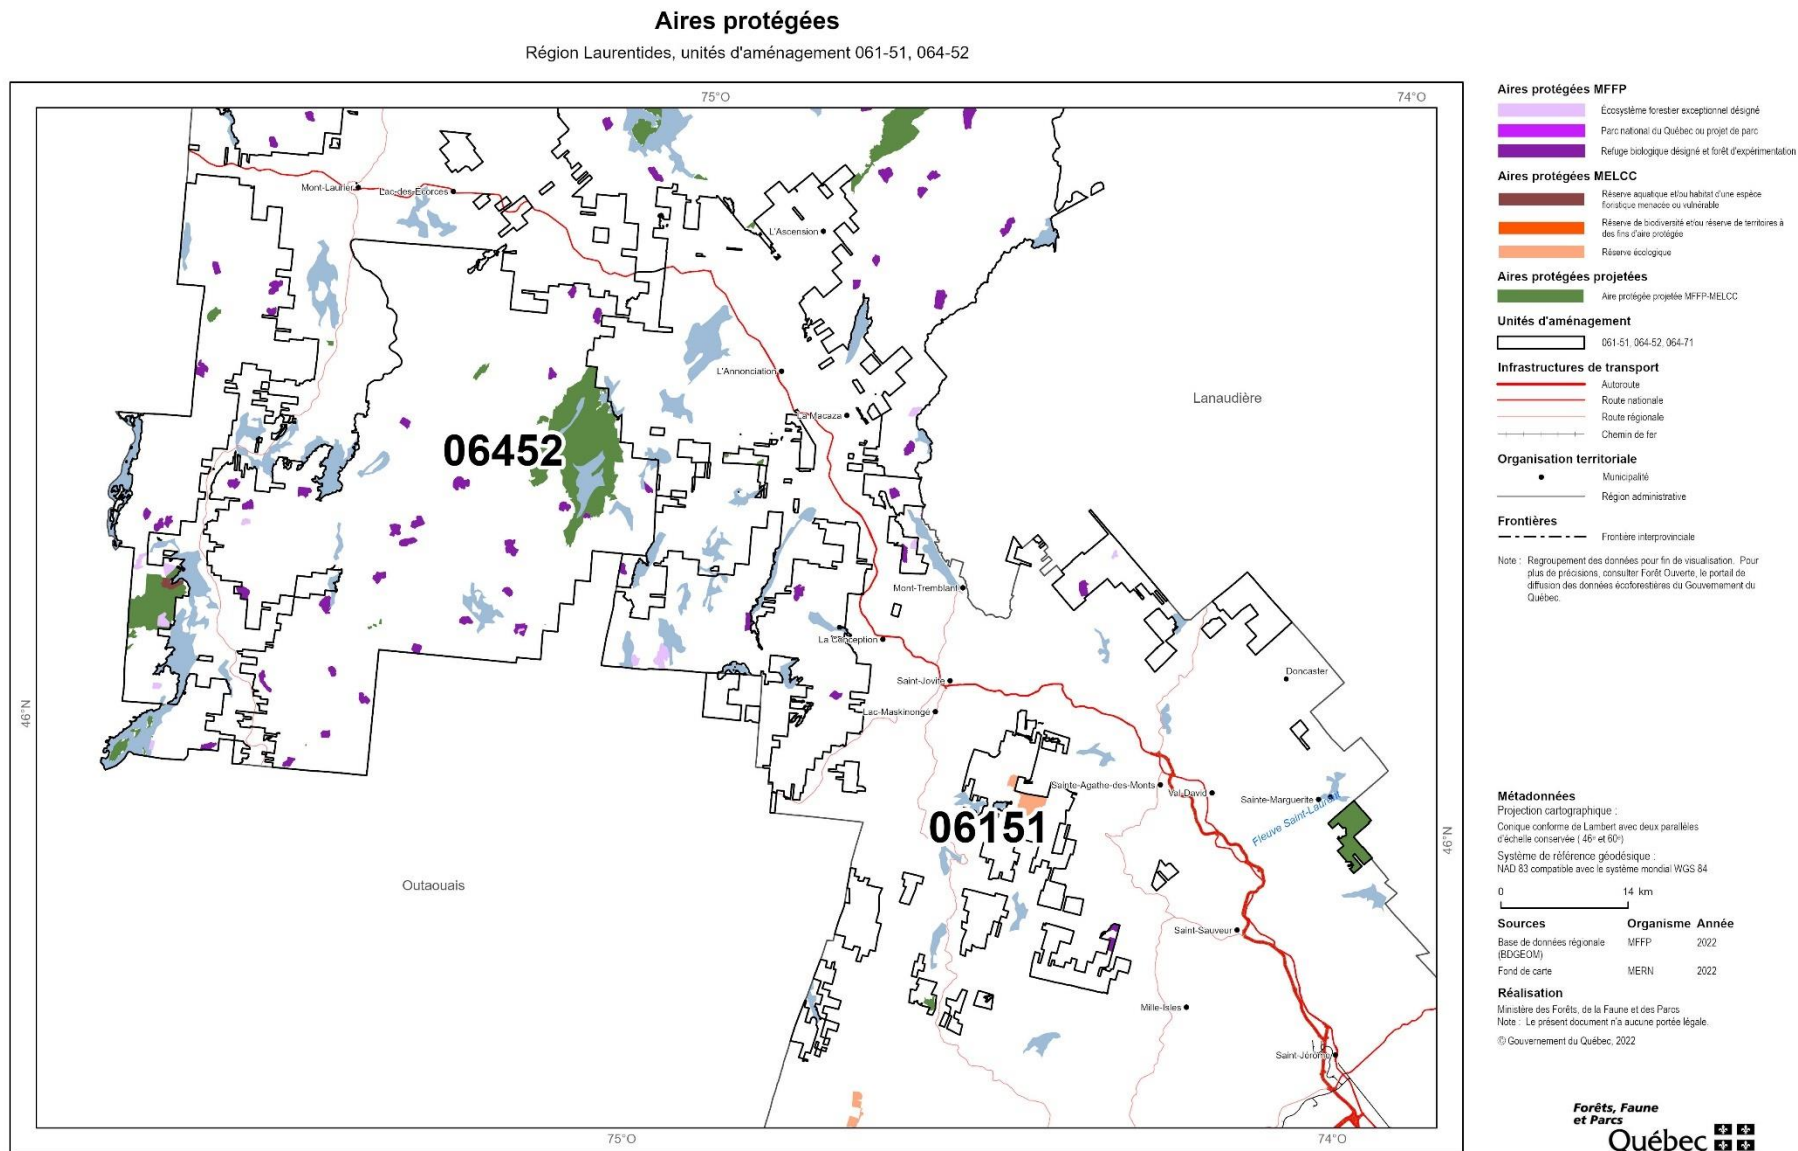 Aires protégées
Région Laurentides, unités d'aménagement 061-51, 064-52
75°O
74°O
Mont-Laurier
Lac-des-Écorces
L'Ascension
L'Annonciation
La Macaza
Lanaudière
06452
Mont-Tremblant
La Conception
Saint-Jovite
Lac-Maskinongé
Doncaster
46°N
Sainte-Agathe-des-Monts
Val-David
Sainte-Marguerite
Fleuve Saint-Laurent
06151
46°N
Outaouais
Saint-Sauveur
Mille-Isles
Saint-Jérôme
75°O
74°O
Aires protégées MFFP
Écosystème forestier exceptionnel désigné
Parc national du Québec ou projet de parc
Refuge biologique désigné et forêt d'expérimentation
Aires protégées MELCC
Réserve aquatique et/ou habitat d'une espèce
floristique menacée ou vulnérable
Réserve de biodiversité et/ou réserve de territoires à
des fins d'aire protégée
Réserve écologique
Aires protégées projetées
Aire protégée projetée MFFP-MELCC
Unités d'aménagement
061-51, 064-52, 064-71
Infrastructures de transport
Autoroute
Route nationale
Route régionale
Chemin de fer
Organisation territoriale
Municipalité
Région administrative
Frontières
Frontière interprovinciale
Note : Regroupement des données pour fin de visualisation. Pour
plus de précisions, consulter Forêt Ouverte, le portail de
diffusion des données écoforestières du Gouvernement du
Québec.
Métadonnées
Projection cartographique :
Conique conforme de Lambert avec deux parallèles
d'échelle conservée ( 46º et 60º)
Système de référence géodésique :
NAD 83 compatible avec le système mondial WGS 84
0 14 km
Sources Organisme Année
Base de données régionale MFFP 2022
(BDGEOM)
Fond de carte MERN 2022
Réalisation
Ministère des Forêts, de la Faune et des Parcs
Note : Le présent document n'a aucune portée légale.
© Gouvernement du Québec, 2022
Forêts, Faune
et Parcs
Québec